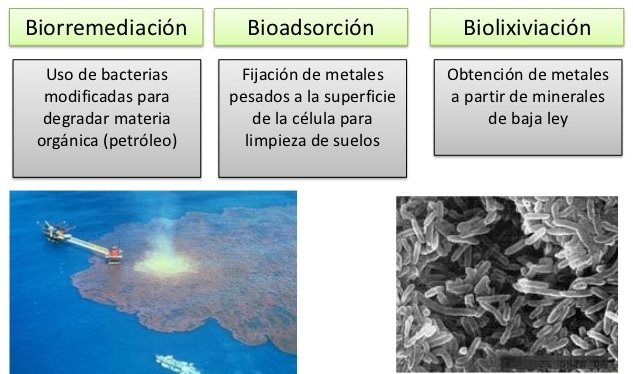 Biorremediación
Bioadsorción
Biolixiviación
Uso de bacterias
modificadas para
degradar materia
orgánica (petróleo)
Fijación de metales
pesados a la superficie
de la célula para
limpieza de suelos
Obtención de metales
a partir de minerales
de baja ley